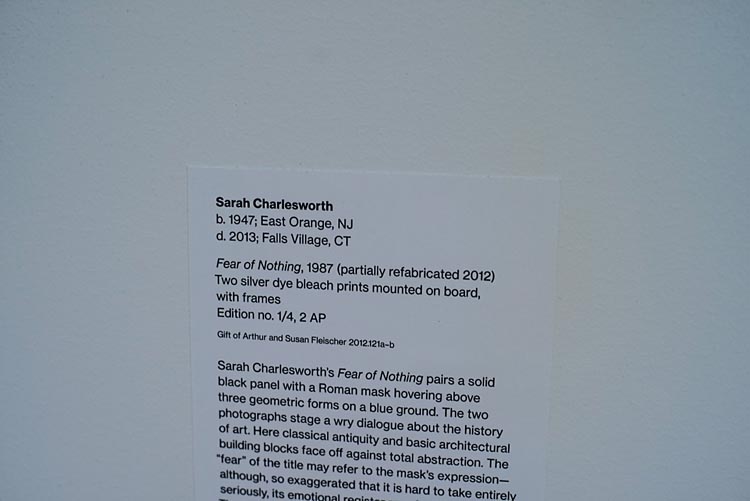 Sarah Charlesworth
b. 1947; East Orange, NJ
d. 2013; Falls Village, CT
Fear of Nothing, 1987 (partially refabricated 2012)
Two silver dye bleach prints mounted on board,
with frames
Edition no. 1/4, 2 AP
Gift of Arthur and Susan Fleischer 2012.121a–b
Sarah Charlesworth's Fear of Nothing pairs a solid
black panel with a Roman mask hovering above
three geometric forms on a blue ground. The two
photographs stage a wry dialogue about the history
of art. Here classical antiquity and basic architectural
building blocks face off against total abstraction. The
"fear" of the title may refer to the mask's expression—
although, so exaggerated that it is hard to take entirely
seriously, its emotional